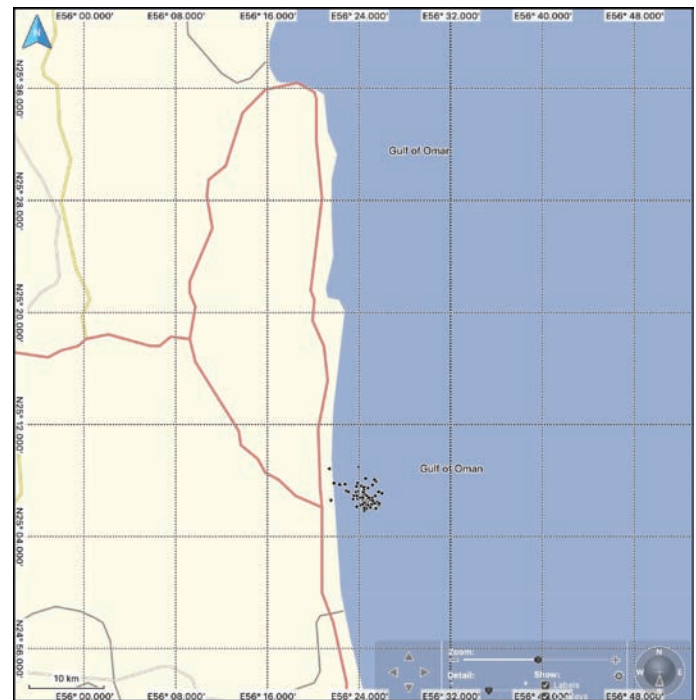 E56° 00.000' E56° 08.000' E56° 16.000' E56° 24.000' E56° 32.000' E56° 40.000' E56° 48.000'
N
N25° 36.000'
Gulf of Oman
N25° 28.000'
N25° 20.000'
N25° 12.000'
Gulf of Oman
N25° 04.000'
N24° 56.000'
Zoom:
Detail:
Show:
Labels
N
W
E
10 km
E56° 00.000' E56° 08.000' E56° 16.000' E56° 24.000' E56° 32.000' E56° 40.000' E56° 48.000'